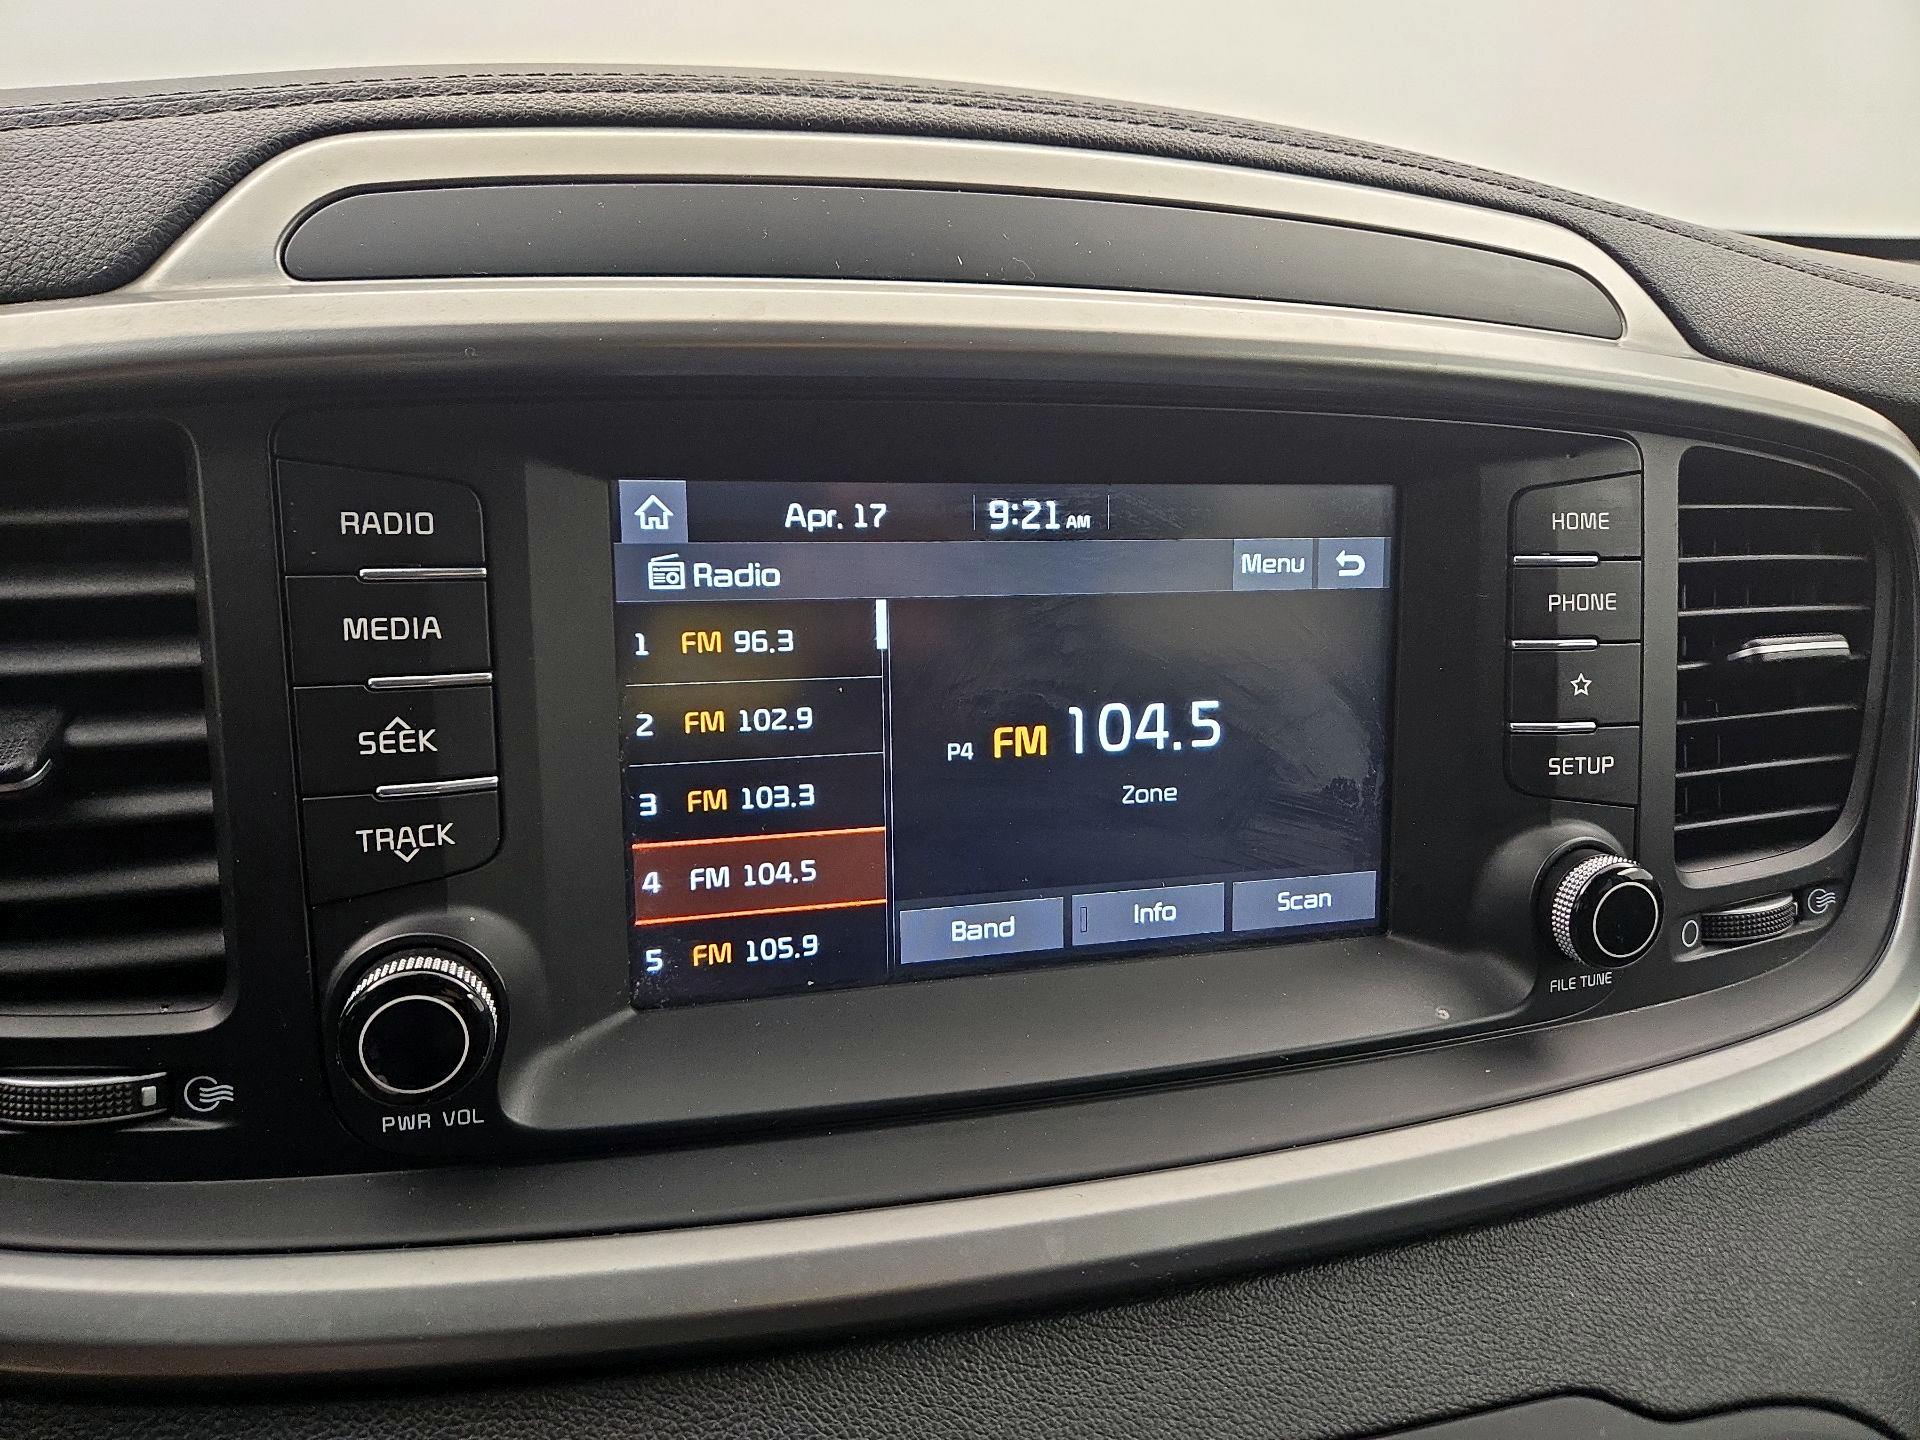 RADIO
MEDIA
SEEK
TRACK
PWR VOL
Apr. 17 9:21 AM
Radio
Menu
1 FM 96.3
2 FM 102.9
3 FM 103.3
4 FM 104.5
5 FM 105.9
P4 FM 104.5
Zone
Band
Info
Scan
HOME
PHONE
SETUP
FILE TUNE
0